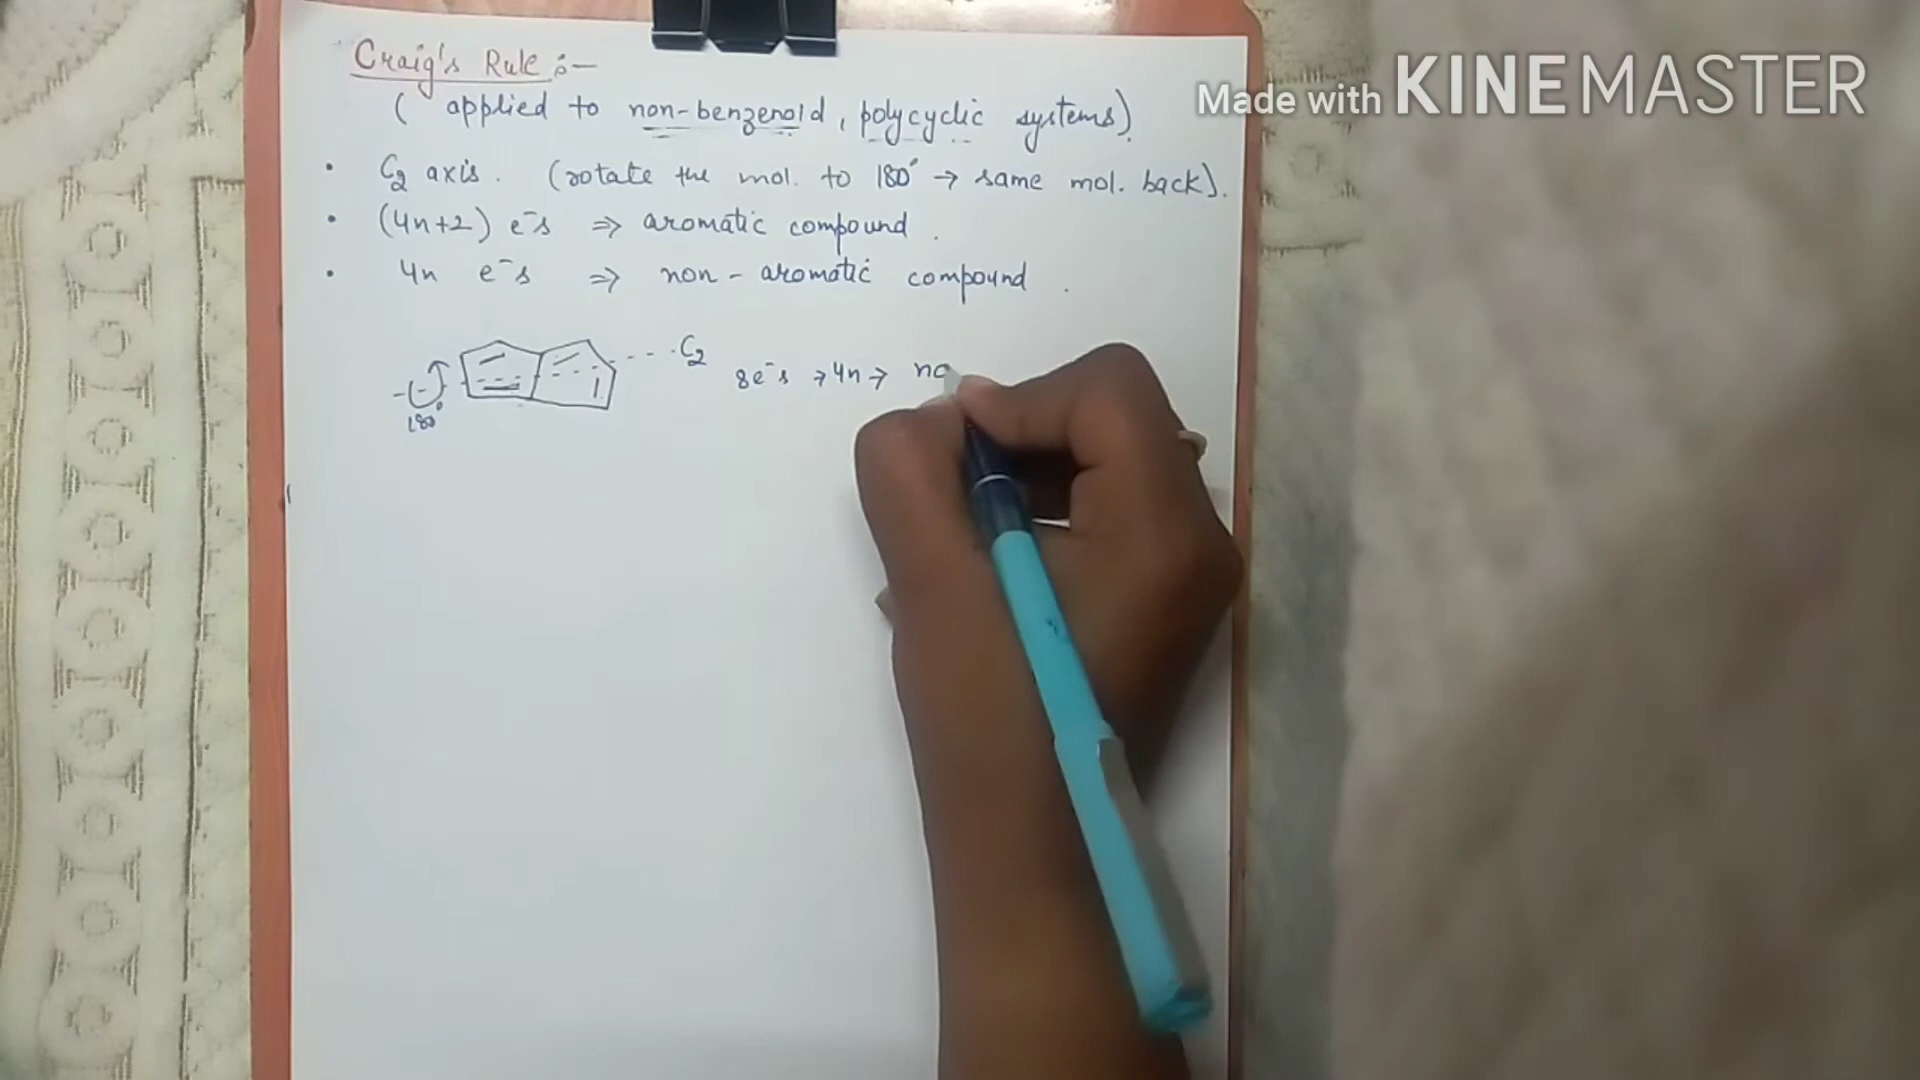 Craig's Rule :-
( applied to non-benzenoid, polycyclic systems).
• C2 axis. (rotate the mol. to 180° → same mol. back).
• (4n+2) e⁻s ⇒ aromatic compound.
• 4n e⁻s ⇒ non-aromatic compound.
C2
8e⁻s → 4n → no
180°
Made with KINEMASTER